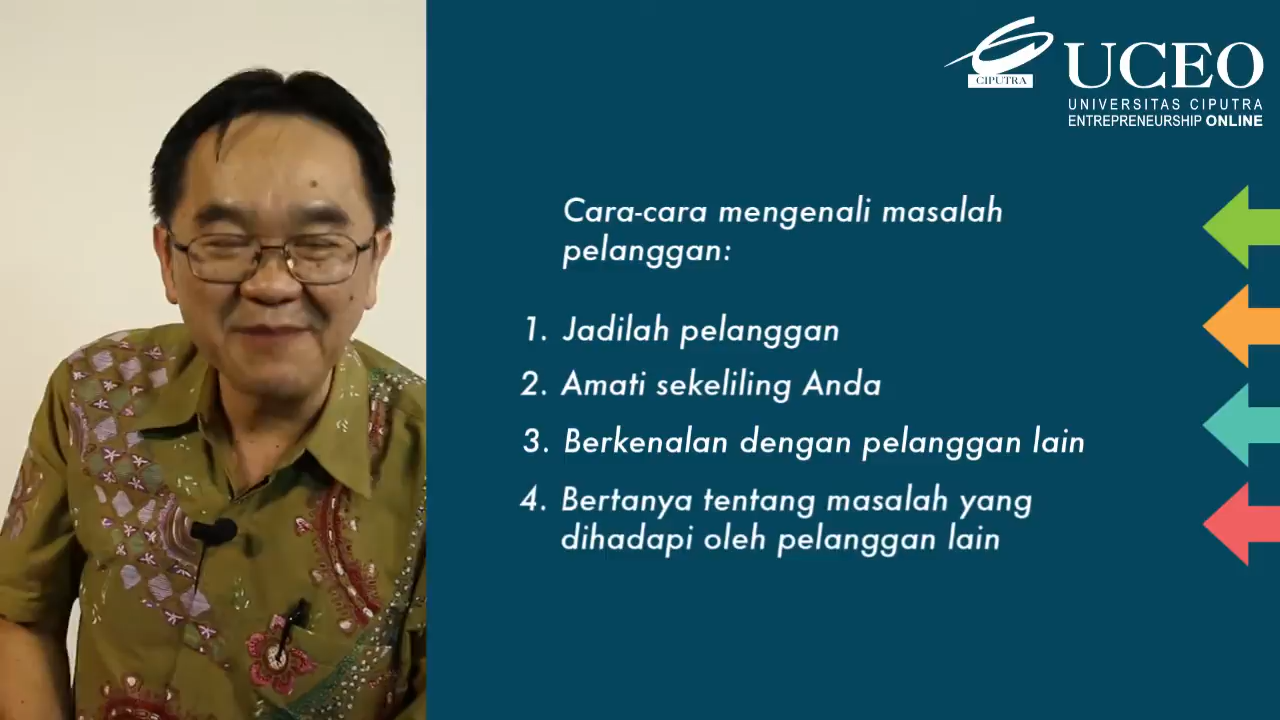 CIPUTRA
UCEO
UNIVERSITAS CIPUTRA
ENTREPRENEURSHIP ONLINE
Cara-cara mengenali masalah
pelanggan:
1. Jadilah pelanggan
2. Amati sekeliling Anda
3. Berkenalan dengan pelanggan lain
4. Bertanya tentang masalah yang
dihadapi oleh pelanggan lain